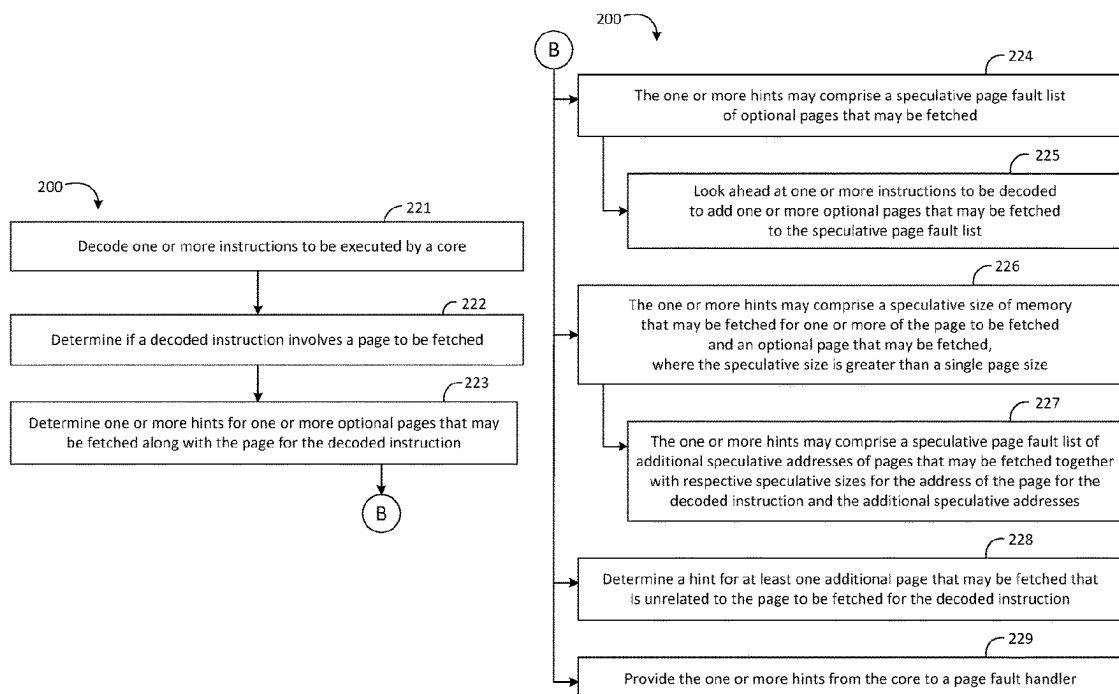 200
221
Decode one or more instructions to be executed by a core
222
Determine if a decoded instruction involves a page to be fetched
223
Determine one or more hints for one or more optional pages that may
be fetched along with the page for the decoded instruction
B
200
B
224
The one or more hints may comprise a speculative page fault list
of optional pages that may be fetched
225
Look ahead at one or more instructions to be decoded
to add one or more optional pages that may be fetched
to the speculative page fault list
226
The one or more hints may comprise a speculative size of memory
that may be fetched for one or more of the page to be fetched
and an optional page that may be fetched,
where the speculative size is greater than a single page size
227
The one or more hints may comprise a speculative page fault list of
additional speculative addresses of pages that may be fetched together
with respective speculative sizes for the address of the page for the
decoded instruction and the additional speculative addresses
228
Determine a hint for at least one additional page that may be fetched that
is unrelated to the page to be fetched for the decoded instruction
229
Provide the one or more hints from the core to a page fault handler